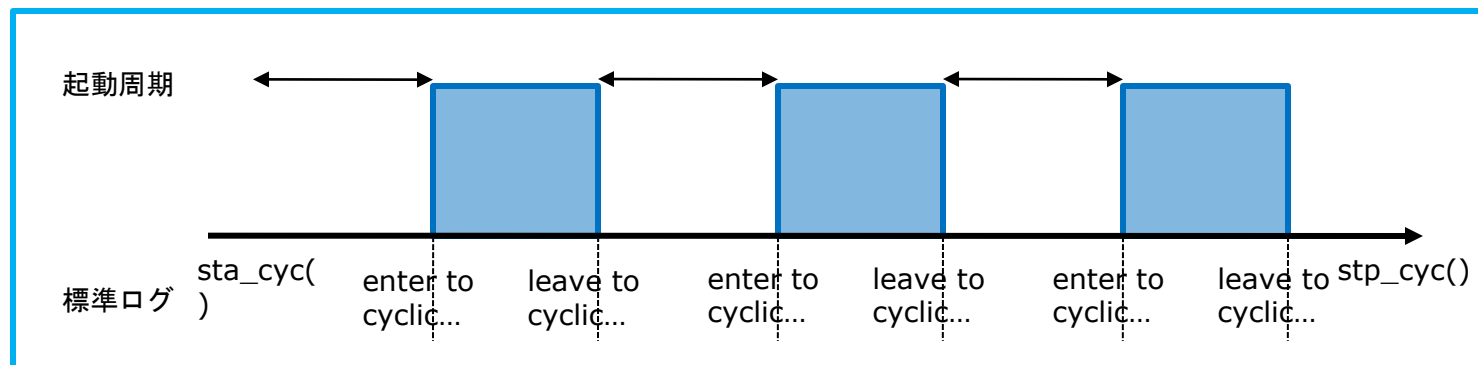 起動周期
標準ログ
sta_cyc(
)
enter to
cyclic…
leave to
cyclic…
enter to
cyclic…
leave to
cyclic…
enter to
cyclic…
leave to
cyclic…
stp_cyc()